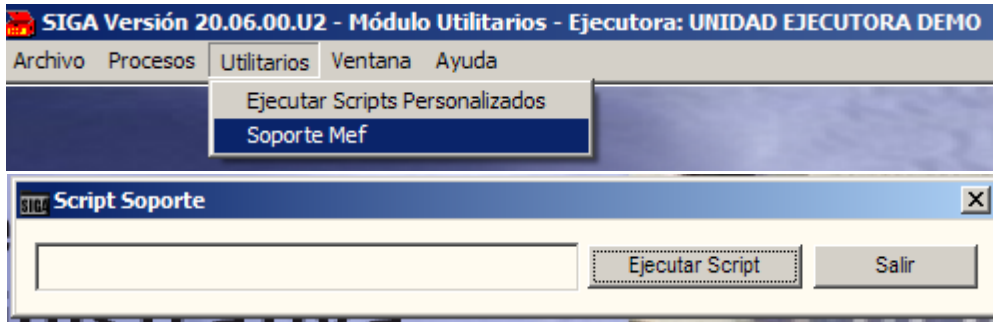 SIGA Versión 20.06.00.U2 - Módulo Utilitarios - Ejecutora: UNIDAD EJECUTORA DEMO
Archivo Procesos Utilitarios Ventana Ayuda
Ejecutar Scripts Personalizados
Soporte Mef
SIGA Script Soporte
Ejecutar Script Salir